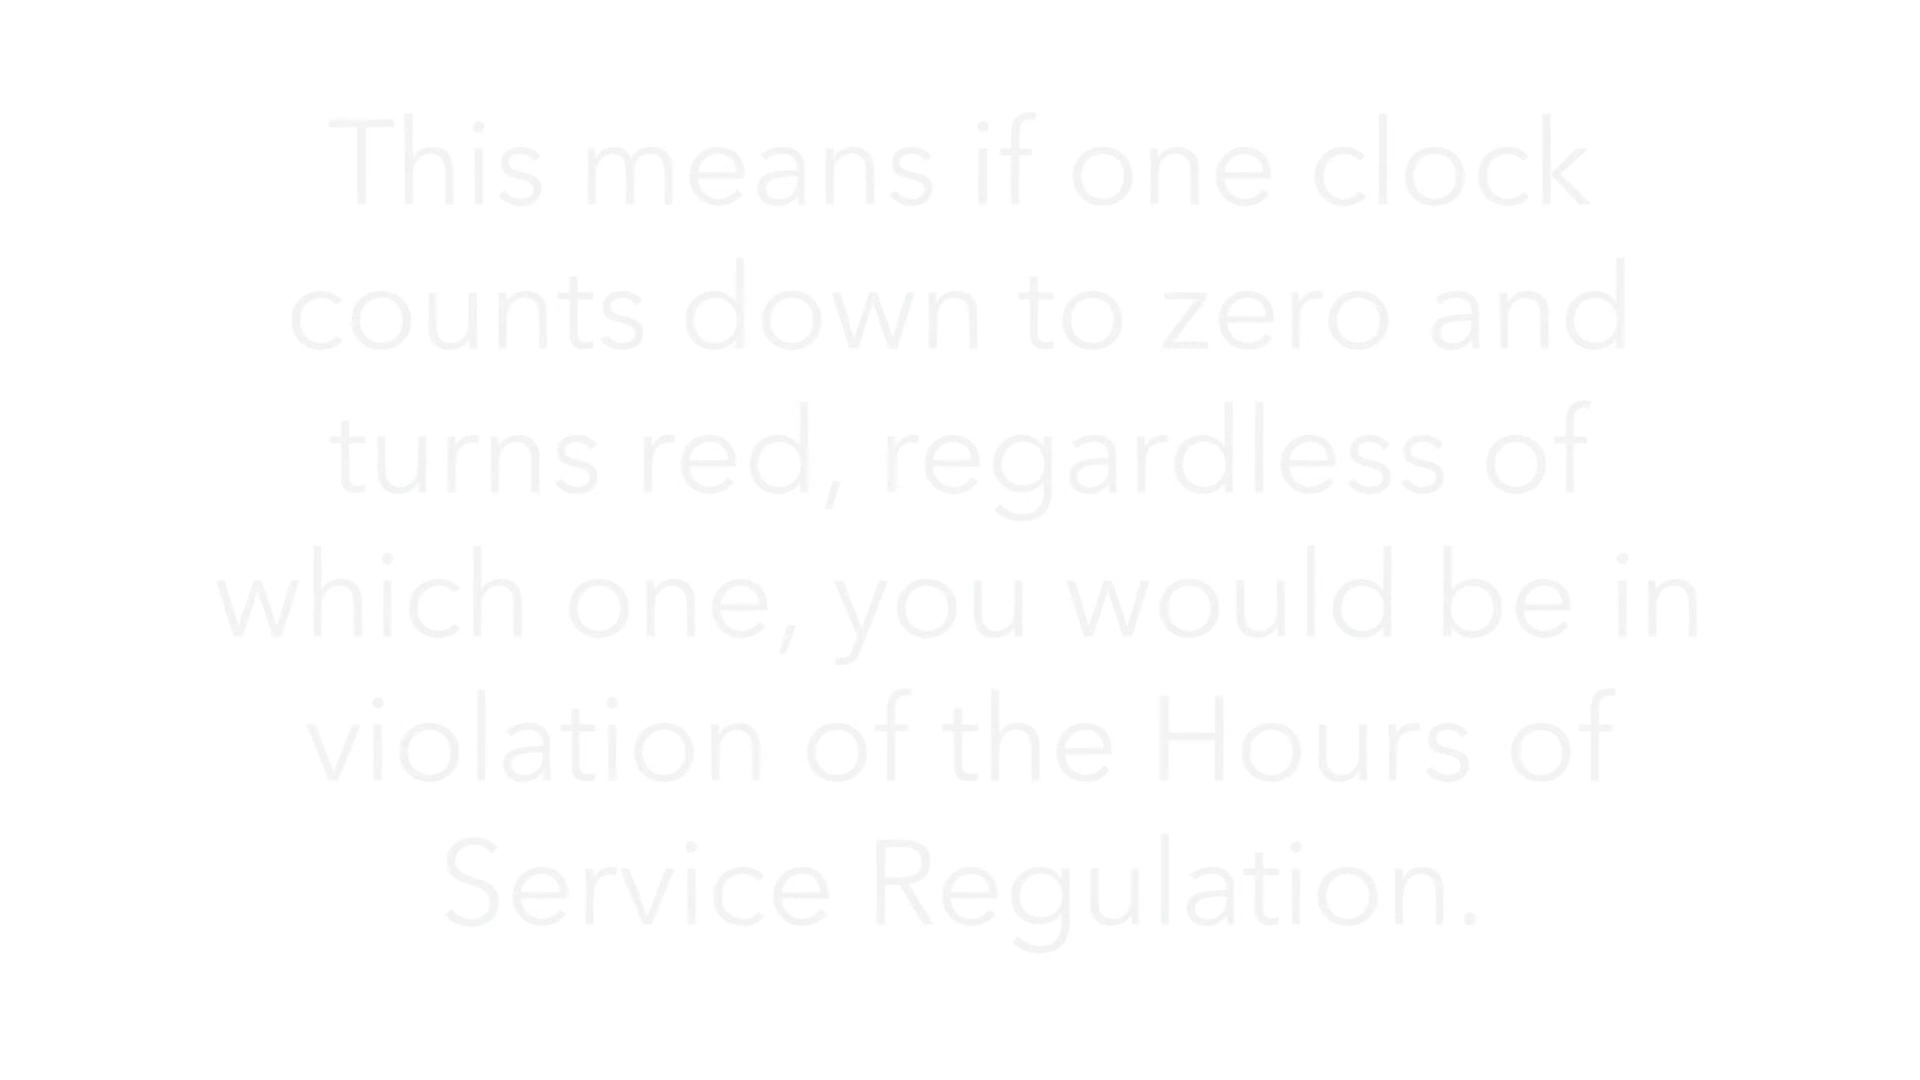 This means if one clock
counts down to zero and
turns red, regardless of
which one, you would be in
violation of the Hours of
Service Regulation.